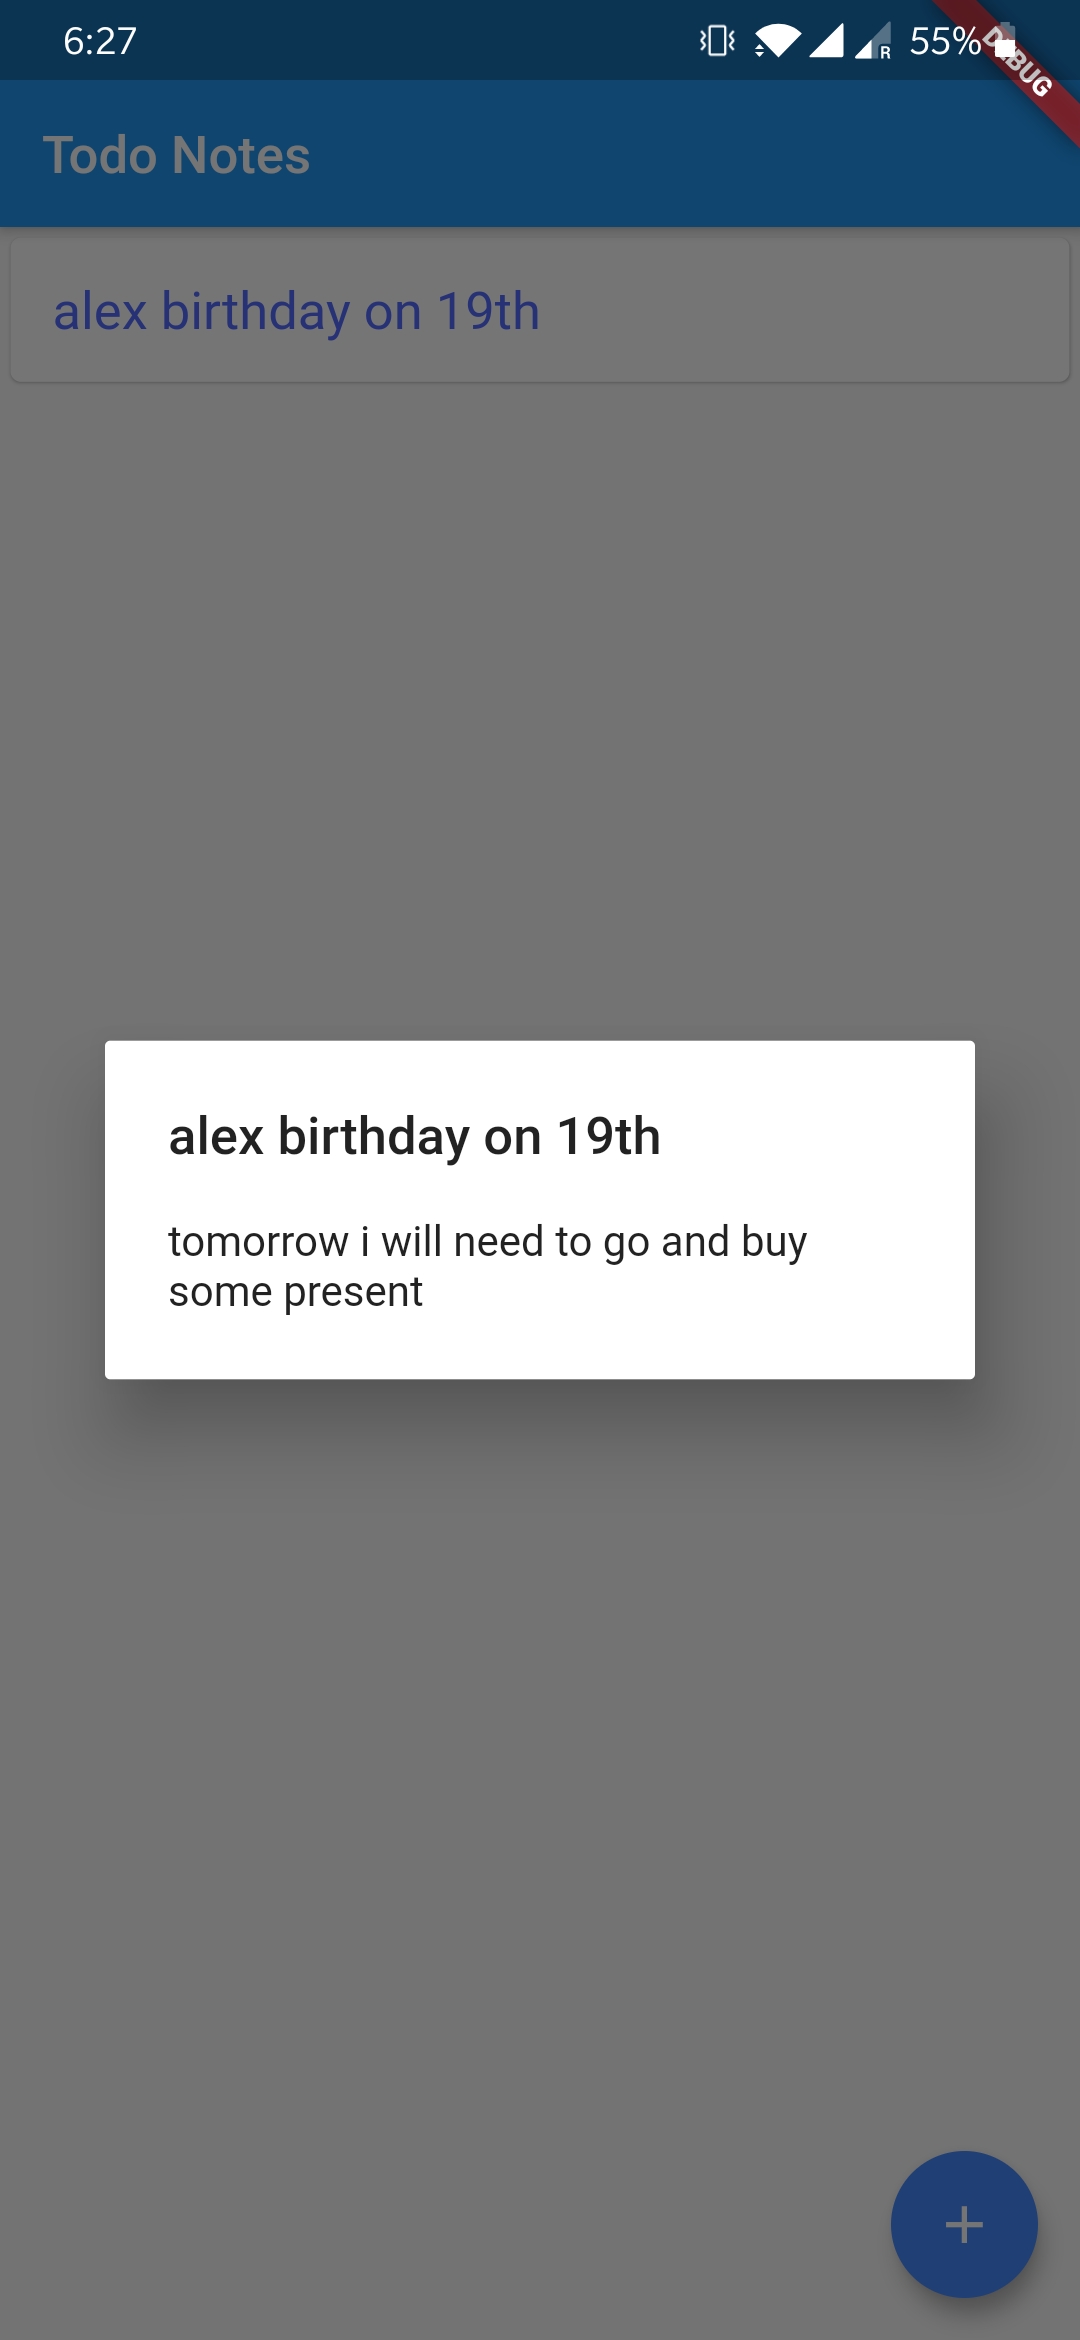 6:27
R
55%
DEBUG
Todo Notes
alex birthday on 19th
alex birthday on 19th
tomorrow i will need to go and buy
some present